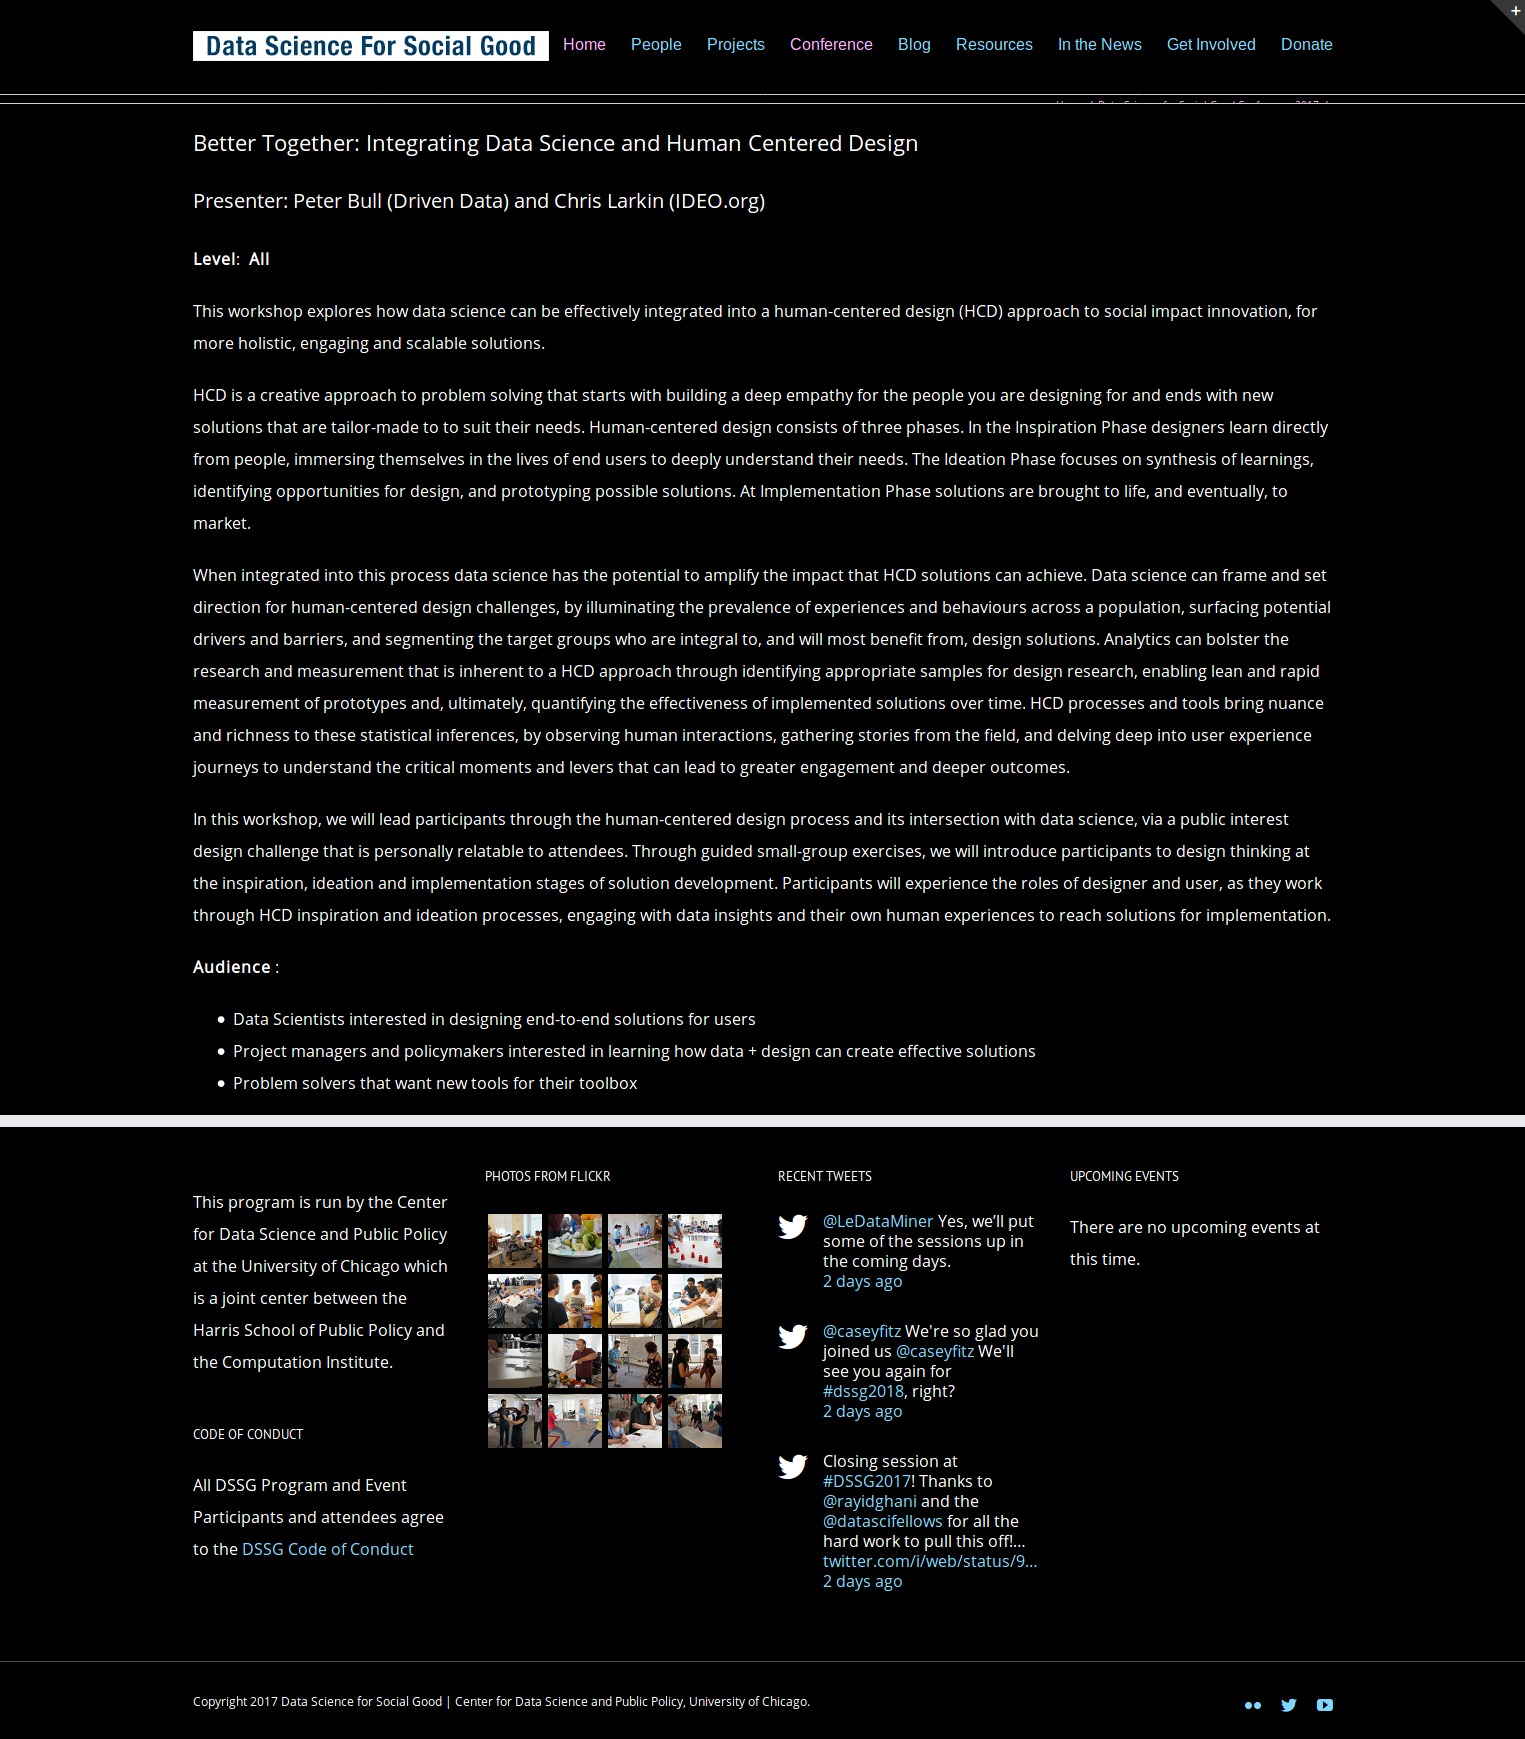 Data Science For Social Good
Home People Projects Conference Blog Resources In the News Get Involved Donate
+
Better Together: Integrating Data Science and Human Centered Design
Presenter: Peter Bull (Driven Data) and Chris Larkin (IDEO.org)
Level:  All
This workshop explores how data science can be effectively integrated into a human-centered design (HCD) approach to social impact innovation, for
more holistic, engaging and scalable solutions.
HCD is a creative approach to problem solving that starts with building a deep empathy for the people you are designing for and ends with new
solutions that are tailor-made to to suit their needs. Human-centered design consists of three phases. In the Inspiration Phase designers learn directly
from people, immersing themselves in the lives of end users to deeply understand their needs. The Ideation Phase focuses on synthesis of learnings,
identifying opportunities for design, and prototyping possible solutions. At Implementation Phase solutions are brought to life, and eventually, to
market.
When integrated into this process data science has the potential to amplify the impact that HCD solutions can achieve. Data science can frame and set
direction for human-centered design challenges, by illuminating the prevalence of experiences and behaviours across a population, surfacing potential
drivers and barriers, and segmenting the target groups who are integral to, and will most benefit from, design solutions. Analytics can bolster the
research and measurement that is inherent to a HCD approach through identifying appropriate samples for design research, enabling lean and rapid
measurement of prototypes and, ultimately, quantifying the effectiveness of implemented solutions over time. HCD processes and tools bring nuance
and richness to these statistical inferences, by observing human interactions, gathering stories from the field, and delving deep into user experience
journeys to understand the critical moments and levers that can lead to greater engagement and deeper outcomes.
In this workshop, we will lead participants through the human-centered design process and its intersection with data science, via a public interest
design challenge that is personally relatable to attendees. Through guided small-group exercises, we will introduce participants to design thinking at
the inspiration, ideation and implementation stages of solution development. Participants will experience the roles of designer and user, as they work
through HCD inspiration and ideation processes, engaging with data insights and their own human experiences to reach solutions for implementation.
Audience :
Data Scientists interested in designing end-to-end solutions for users
Project managers and policymakers interested in learning how data + design can create effective solutions
Problem solvers that want new tools for their toolbox
This program is run by the Center
for Data Science and Public Policy
at the University of Chicago which
is a joint center between the
Harris School of Public Policy and
the Computation Institute.
CODE OF CONDUCT
All DSSG Program and Event
Participants and attendees agree
to the DSSG Code of Conduct
PHOTOS FROM FLICKR
RECENT TWEETS
@LeDataMiner Yes, we’ll put
some of the sessions up in
the coming days.
2 days ago
@caseyfitz We're so glad you
joined us @caseyfitz We'll
see you again for
#dssg2018, right?
2 days ago
Closing session at
#DSSG2017! Thanks to
@rayidghani and the
@datascifellows for all the
hard work to pull this off!…
twitter.com/i/web/status/9…
2 days ago
UPCOMING EVENTS
There are no upcoming events at
this time.
Copyright 2017 Data Science for Social Good | Center for Data Science and Public Policy, University of Chicago.